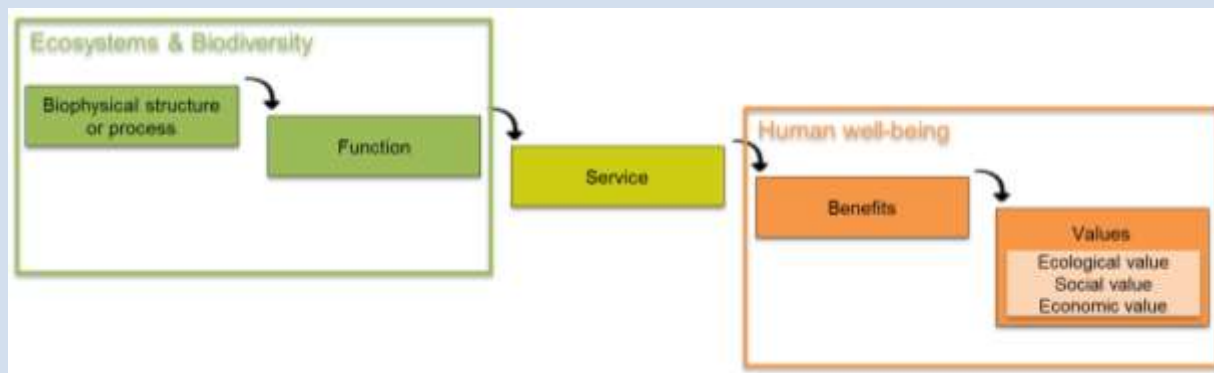 Ecosystems & Biodiversity
Biophysical structure
or process
Function
Service
Human well-being
Benefits
Values
Ecological value
Social value
Economic value